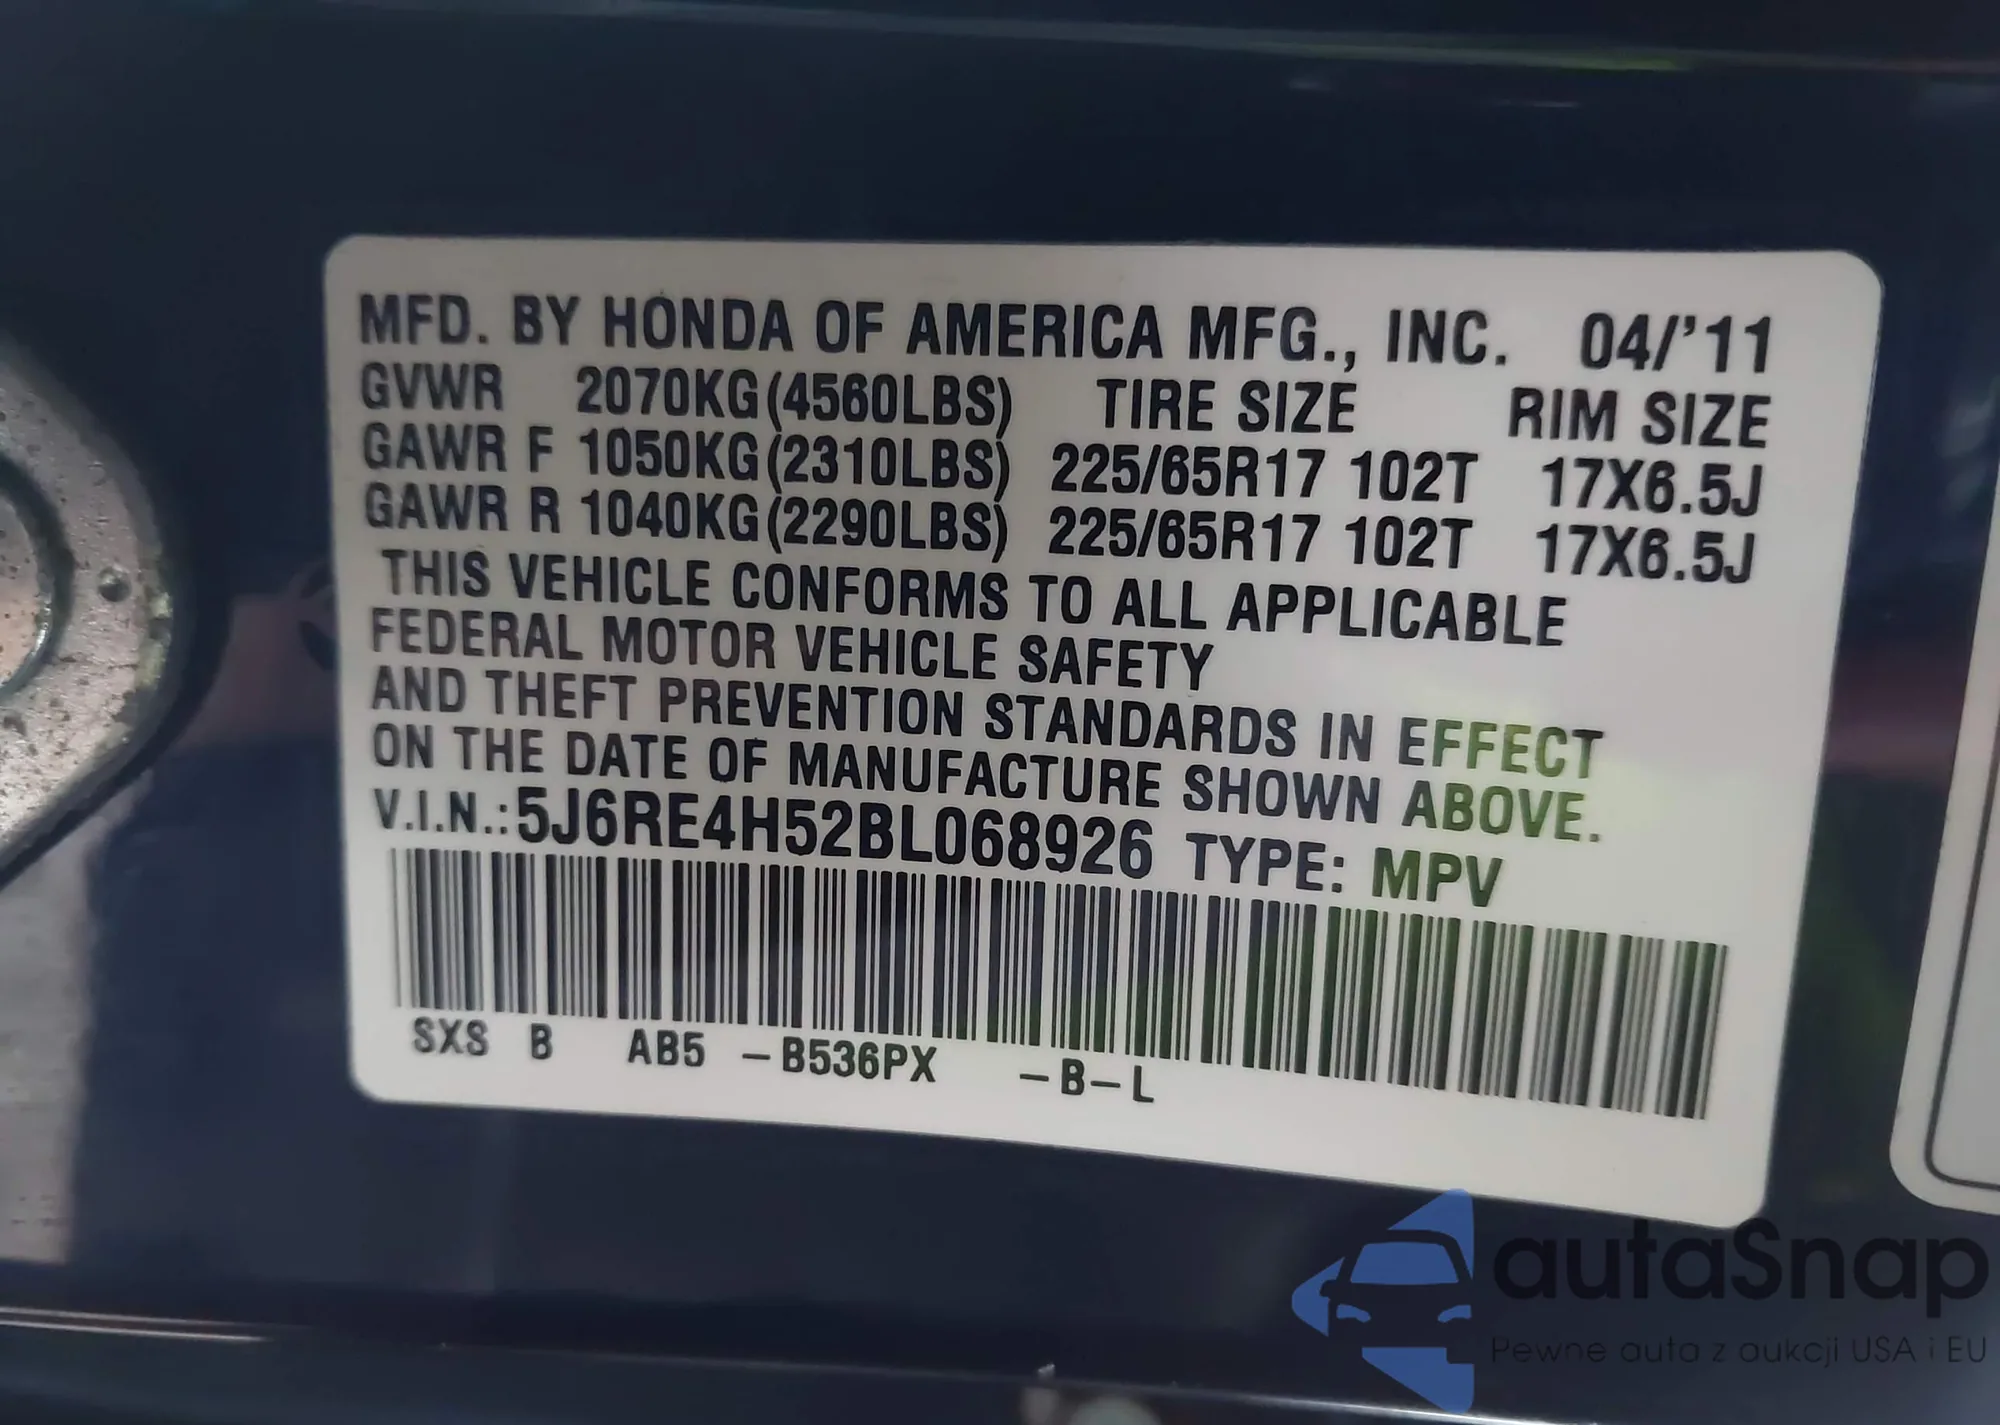 MFD. BY HONDA OF AMERICA MFG., INC. 04/'11
GVWR 2070KG(4560LBS) TIRE SIZE RIM SIZE
GAWR F 1050KG(2310LBS) 225/65R17 102T 17X6.5J
GAWR R 1040KG(2290LBS) 225/65R17 102T 17X6.5J
THIS VEHICLE CONFORMS TO ALL APPLICABLE
FEDERAL MOTOR VEHICLE SAFETY
AND THEFT PREVENTION STANDARDS IN EFFECT
ON THE DATE OF MANUFACTURE SHOWN ABOVE.
V.I.N.:5J6RE4H52BL068926 TYPE: MPV
SXS B AB5 -B536PX -B-L
autaSnap
Pewne auta z aukcji USA i EU